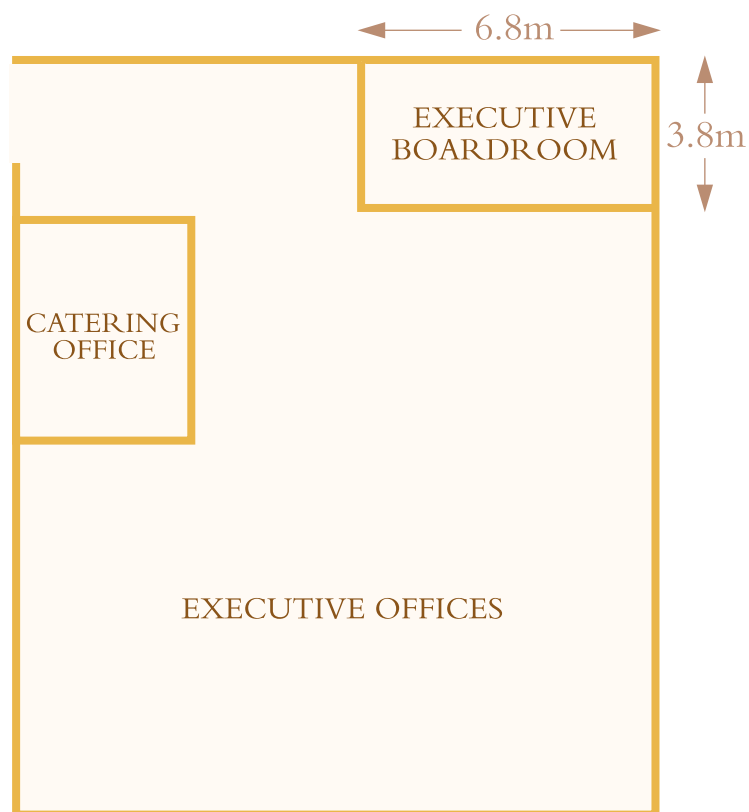 6.8m
EXECUTIVE
BOARDROOM
3.8m
CATERING
OFFICE
EXECUTIVE OFFICES